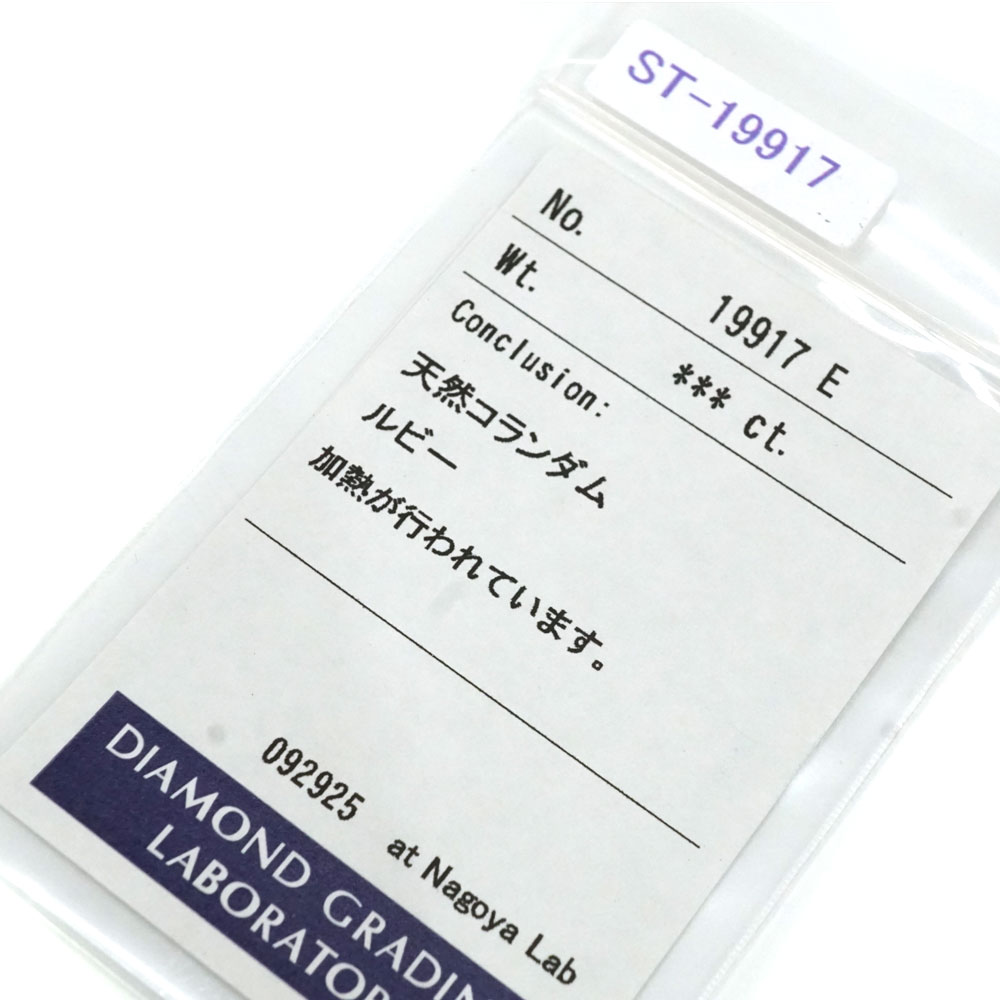 ST-19917
No. 19917 E
Wt. *** ct.
Conclusion:
天然コランダム
ルビー
加熱が行われています。
092925 at Nagoya Lab
DIAMOND GRADIN
LABORATOR